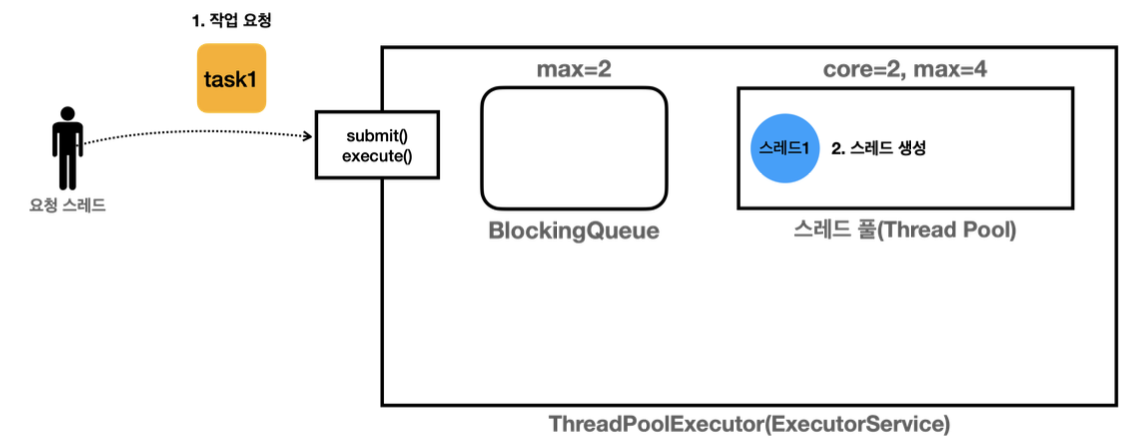 1. 작업 요청
task1
요청 스레드
submit()
execute()
max=2
BlockingQueue
core=2, max=4
스레드1
2. 스레드 생성
스레드 풀(Thread Pool)
ThreadPoolExecutor(ExecutorService)